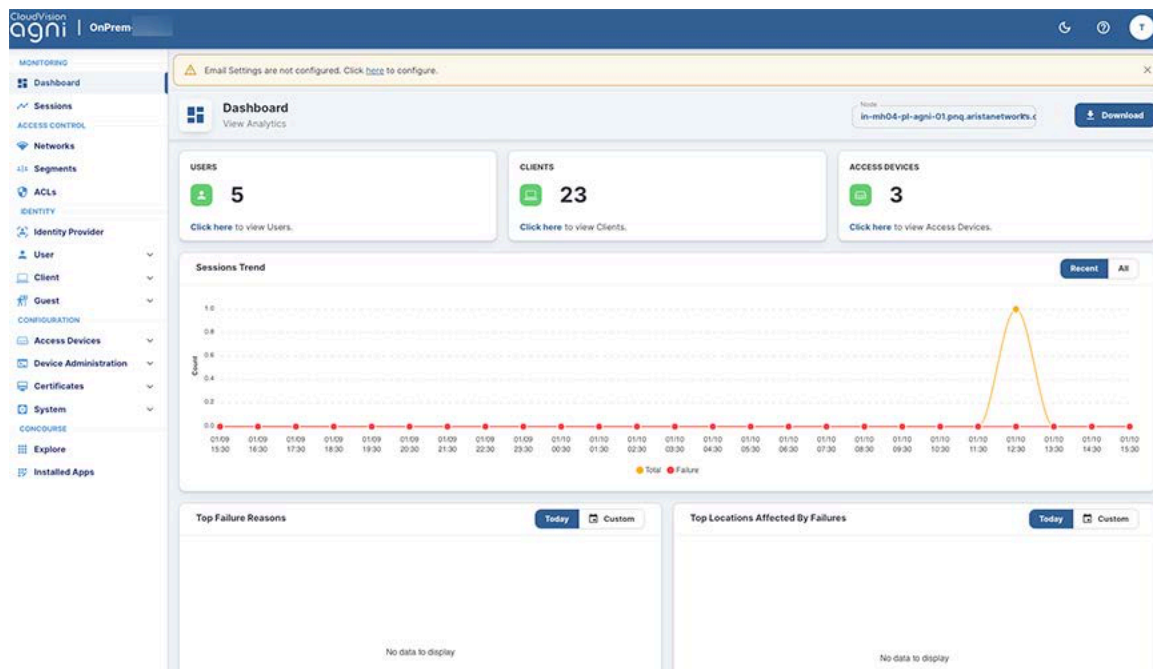 CloudVision
agni | OnPrem-
T
MONITORING
Dashboard
Sessions
ACCESS CONTROL
Networks
Segments
ACLs
IDENTITY
Identity Provider
User
Client
Guest
CONFIGURATION
Access Devices
Device Administration
Certificates
System
CONCOURSE
Explore
Installed Apps
Email Settings are not configured. Click here to configure.
Dashboard
View Analytics
Node
in-mh04-pl-agni-01.pnq.aristanetworks.c
Download
USERS
5
Click here to view Users.
CLIENTS
23
Click here to view Clients.
ACCESS DEVICES
3
Click here to view Access Devices.
Sessions Trend
Recent All
Count
1.0
0.8
0.6
0.4
0.2
0.0
01/09 01/09 01/09 01/09 01/09 01/09 01/09 01/09 01/09 01/10 01/10 01/10 01/10 01/10 01/10 01/10 01/10 01/10 01/10 01/10 01/10 01/10 01/10 01/10 01/10
15:30 16:30 17:30 18:30 19:30 20:30 21:30 22:30 23:30 00:30 01:30 02:30 03:30 04:30 05:30 06:30 07:30 08:30 09:30 10:30 11:30 12:30 13:30 14:30 15:30
Total Failure
Top Failure Reasons
Today Custom
No data to display
Top Locations Affected By Failures
Today Custom
No data to display